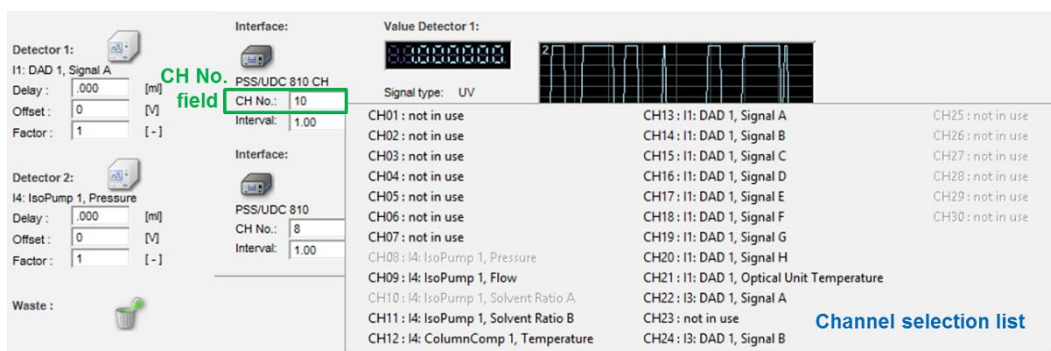 Detector 1:
I1: DAD 1, Signal A
Delay : .000 [ml]
Offset : 0 [V]
Factor : 1 [ - ]
Detector 2:
I4: IsoPump 1, Pressure
Delay : .000 [ml]
Offset : 0 [V]
Factor : 1 [ - ]
Waste :
CH No.
field
Interface:
PSS/UDC 810 CH
CH No.: 10
Interval: 1.00
Interface:
PSS/UDC 810
CH No.: 8
Interval: 1.00
Value Detector 1:
Signal type: UV
2
CH01 : not in use
CH02 : not in use
CH03 : not in use
CH04 : not in use
CH05 : not in use
CH06 : not in use
CH07 : not in use
CH08 : I4: IsoPump 1, Pressure
CH09 : I4: IsoPump 1, Flow
CH10 : I4: IsoPump 1, Solvent Ratio A
CH11 : I4: IsoPump 1, Solvent Ratio B
CH12 : I4: ColumnComp 1, Temperature
CH13 : I1: DAD 1, Signal A
CH14 : I1: DAD 1, Signal B
CH15 : I1: DAD 1, Signal C
CH16 : I1: DAD 1, Signal D
CH17 : I1: DAD 1, Signal E
CH18 : I1: DAD 1, Signal F
CH19 : I1: DAD 1, Signal G
CH20 : I1: DAD 1, Signal H
CH21 : I1: DAD 1, Optical Unit Temperature
CH22 : I3: DAD 1, Signal A
CH23 : not in use
CH24 : I3: DAD 1, Signal B
CH25 : not in use
CH26 : not in use
CH27 : not in use
CH28 : not in use
CH29 : not in use
CH30 : not in use
Channel selection list